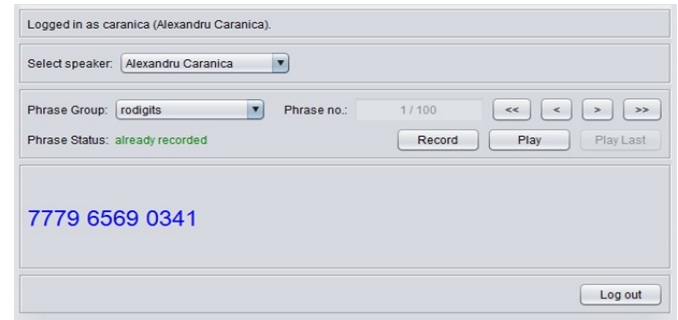 Logged in as caranica (Alexandru Caranica).
Select speaker: Alexandru Caranica
Phrase Group: rodigits Phrase no.: 1 / 100 << < > >>
Phrase Status: already recorded Record Play Play Last
7779 6569 0341
Log out